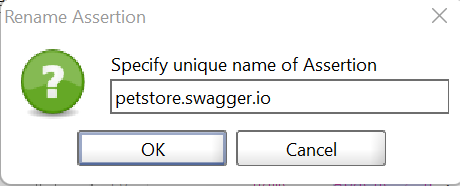 Rename Assertion
Specify unique name of Assertion
petstore.swagger.io
OK Cancel